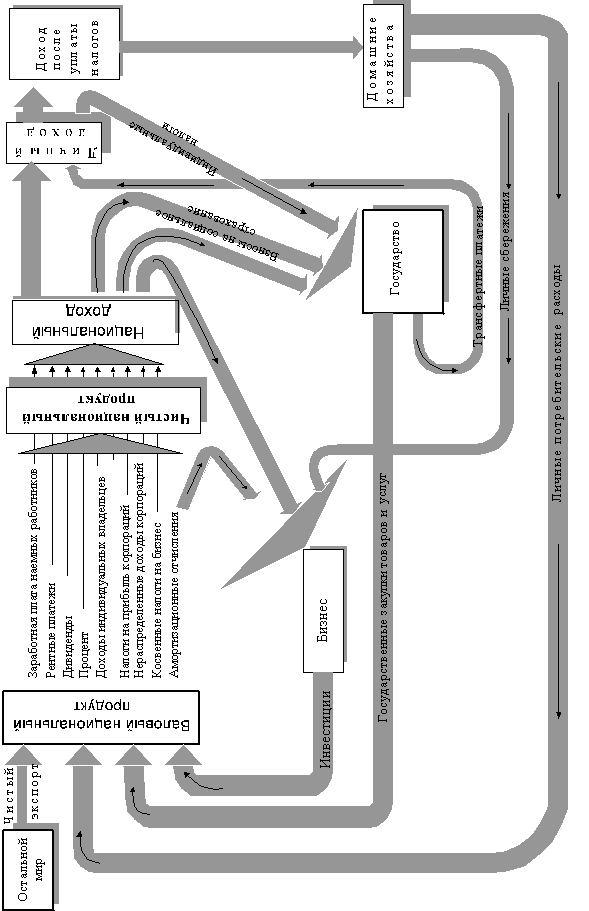 Доход
после
уплаты
налогов
Домашние
хозяйства
Личный
доход
Индивидуальные
налоги
Взносы на социальное
страхование
Государство
Трансфертные платежи
Личные сбережения
Личные потребительские расходы
Национальный
доход
Чистый национальный
продукт
Заработная плата наемных работников
Рентные платежи
Дивиденды
Процент
Доходы индивидуальных владельцев
Налоги на прибыль корпораций
Нераспределенные доходы корпораций
Косвенные налоги на бизнес
Амортизационные отчисления
Государственные закупки товаров и услуг
Бизнес
Инвестиции
Валовый национальный
продукт
Чистый
экспорт
Остальной
мир